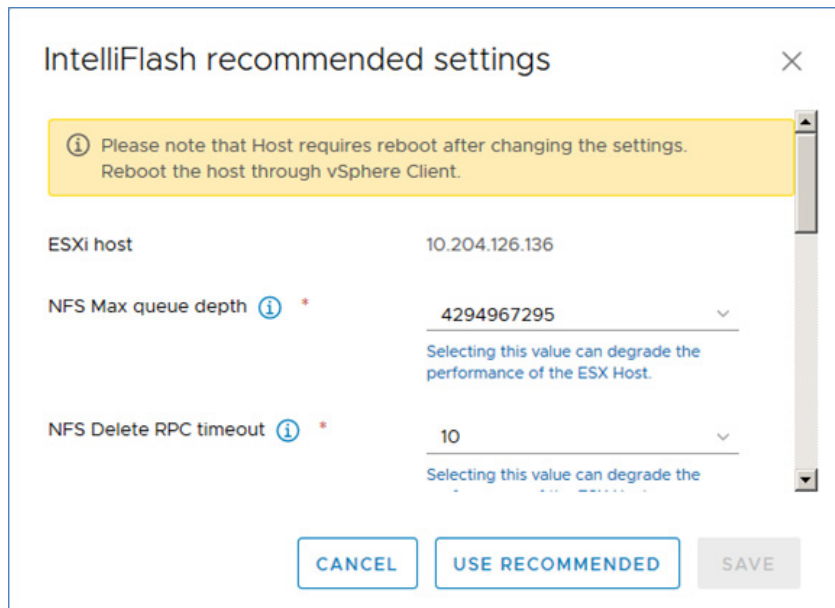 IntelliFlash recommended settings
Please note that Host requires reboot after changing the settings.
Reboot the host through vSphere Client.
ESXi host
10.204.126.136
NFS Max queue depth *
4294967295
Selecting this value can degrade the
performance of the ESX Host.
NFS Delete RPC timeout *
10
Selecting this value can degrade the
CANCEL
USE RECOMMENDED
SAVE